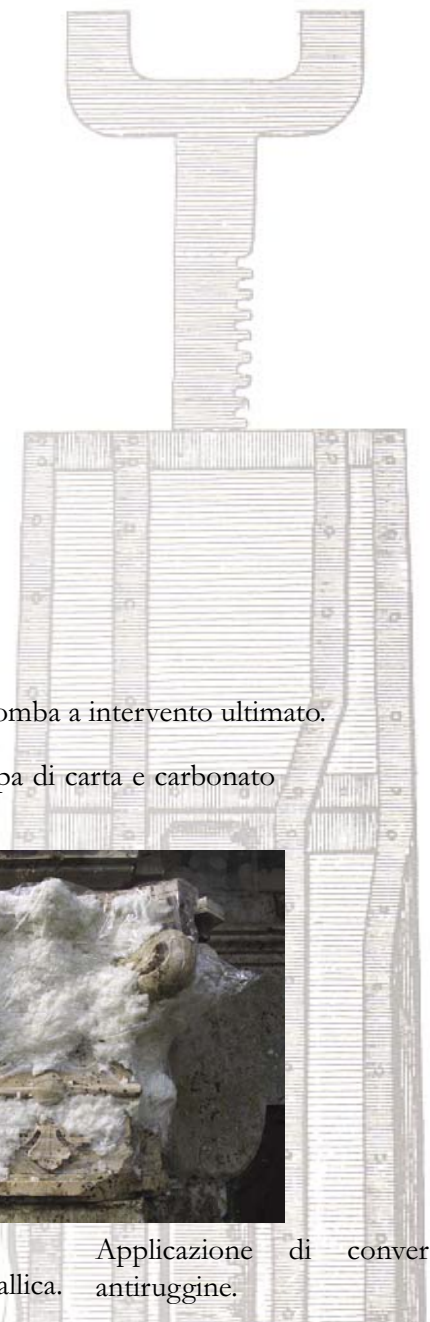 omba a intervento ultimato.
pa di carta e carbonato
Applicazione di conver
allica. antiruggine.